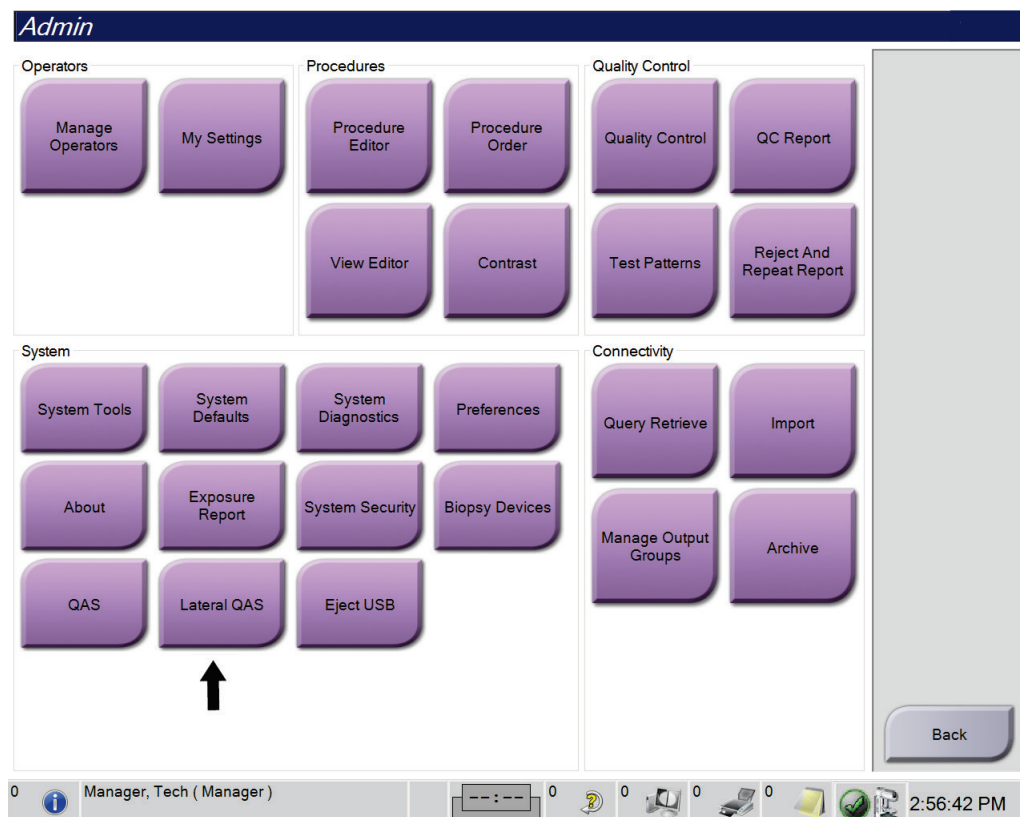 Admin
Operators
Manage
Operators
My Settings
Procedures
Procedure
Editor
Procedure
Order
View Editor
Contrast
Quality Control
Quality Control
QC Report
Test Patterns
Reject And
Repeat Report
System
System Tools
System
Defaults
System
Diagnostics
Preferences
About
Exposure
Report
System Security
Biopsy Devices
QAS
Lateral QAS
Eject USB
Connectivity
Query Retrieve
Import
Manage Output
Groups
Archive
Back
0
Manager, Tech ( Manager )
--:--
0
0
0
0
2:56:42 PM